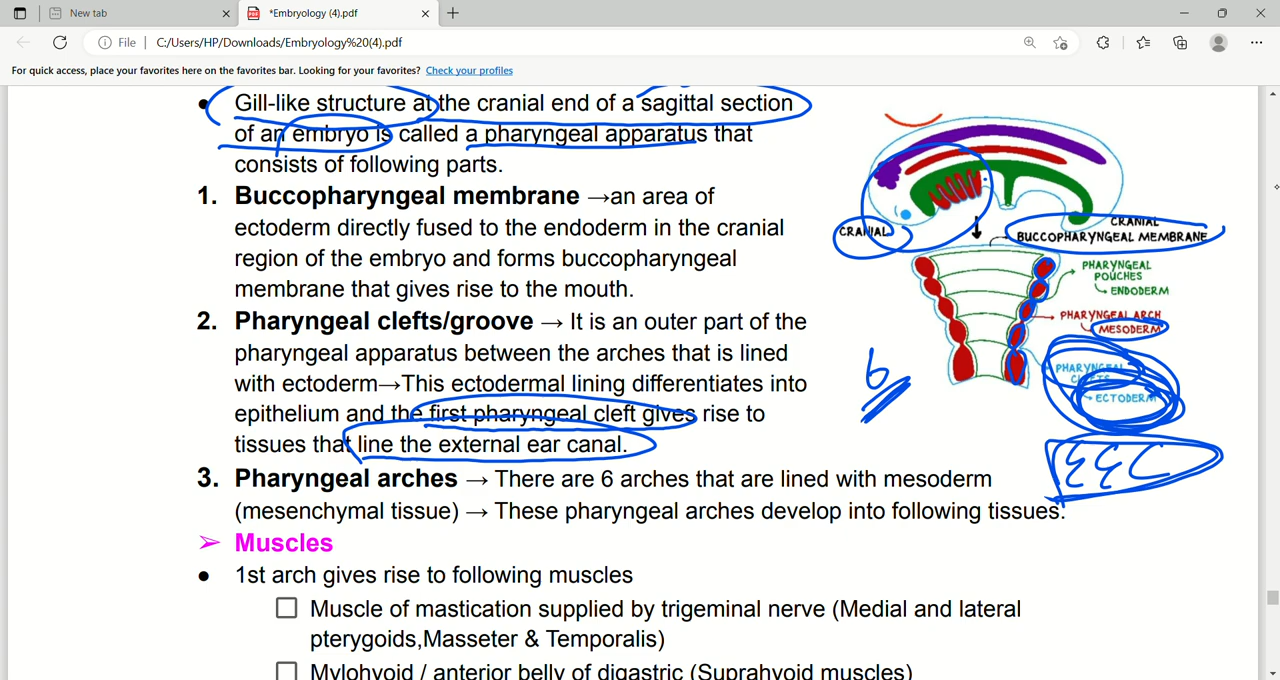 New tab
*Embryology (4).pdf
File
C:/Users/HP/Downloads/Embryology%20(4).pdf
For quick access, place your favorites here on the favorites bar. Looking for your favorites? Check your profiles
● Gill-like structure at the cranial end of a sagittal section
of an embryo is called a pharyngeal apparatus that
consists of following parts.
1. Buccopharyngeal membrane →an area of
ectoderm directly fused to the endoderm in the cranial
region of the embryo and forms buccopharyngeal
membrane that gives rise to the mouth.
2. Pharyngeal clefts/groove → It is an outer part of the
pharyngeal apparatus between the arches that is lined
with ectoderm→This ectodermal lining differentiates into
epithelium and the first pharyngeal cleft gives rise to
tissues that line the external ear canal.
3. Pharyngeal arches → There are 6 arches that are lined with mesoderm
(mesenchymal tissue) → These pharyngeal arches develop into following tissues:
➢ Muscles
● 1st arch gives rise to following muscles
Muscle of mastication supplied by trigeminal nerve (Medial and lateral
pterygoids,Masseter & Temporalis)
Mylohyoid / anterior belly of digastric (Suprahyoid muscles)
CRANIAL
CRANIAL
BUCCOPHARYNGEAL MEMBRANE
PHARYNGEAL
POUCHES
ENDODERM
PHARYNGEAL ARCH
MESODERM
PHARYNGEAL
CLEFTS
ECTODERM
6
EEC